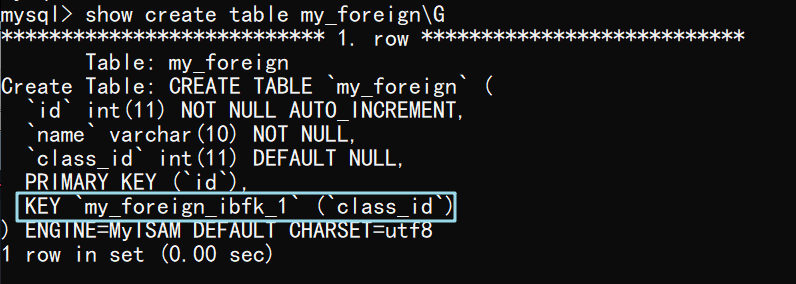 mysql> show create table my_foreign\G
*************************** 1. row ***************************
Table: my_foreign
Create Table: CREATE TABLE `my_foreign` (
`id` int(11) NOT NULL AUTO_INCREMENT,
`name` varchar(10) NOT NULL,
`class_id` int(11) DEFAULT NULL,
PRIMARY KEY (`id`),
KEY `my_foreign_ibfk_1` (`class_id`)
) ENGINE=MyISAM DEFAULT CHARSET=utf8
1 row in set (0.00 sec)